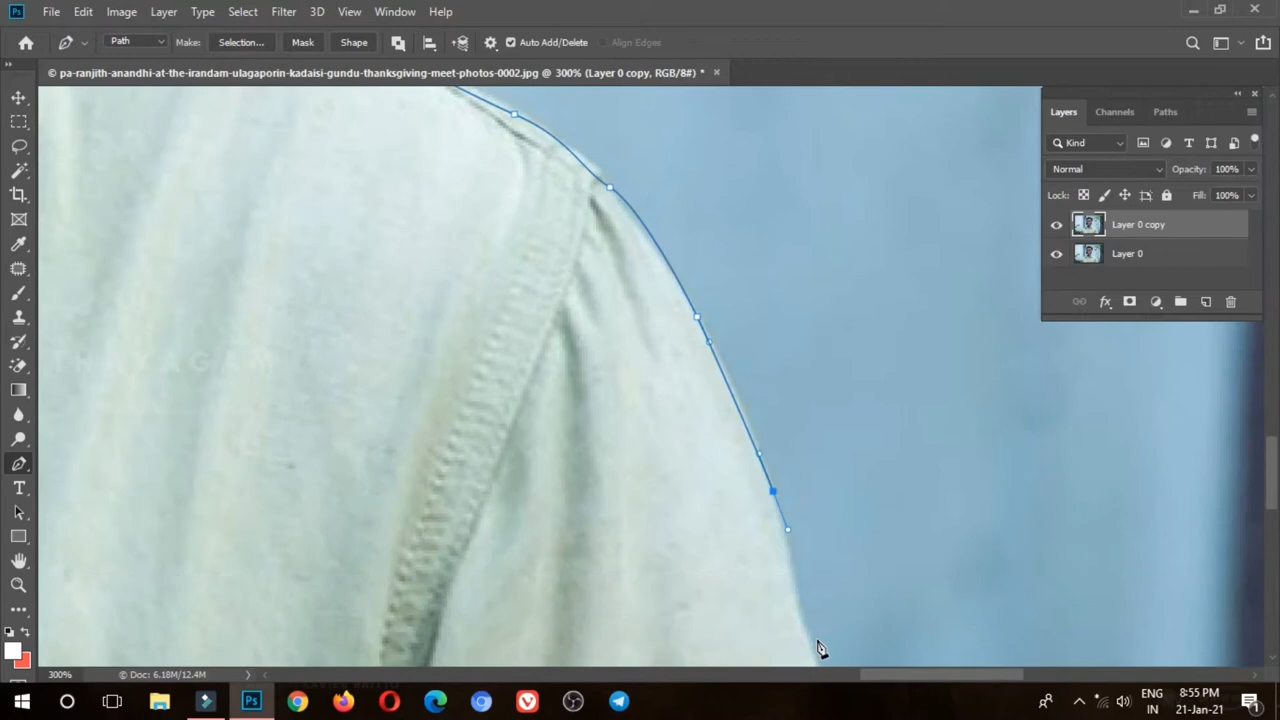 Ps File Edit Image Layer Type Select Filter 3D View Window Help
Path Make: Selection... Mask Shape Auto Add/Delete Align Edges
© pa-ranjith-anandhi-at-the-irandam-ulagaporin-kadaisi-gundu-thanksgiving-meet-photos-0002.jpg @ 300% (Layer 0 copy, RGB/8#) * ×
Layers Channels Paths
Kind
Normal Opacity: 100%
Lock: Fill: 100%
Layer 0 copy
Layer 0
T
300% Doc: 6.18M/12.4M
Ps
ENG
IN
8:55 PM
21-Jan-21
1